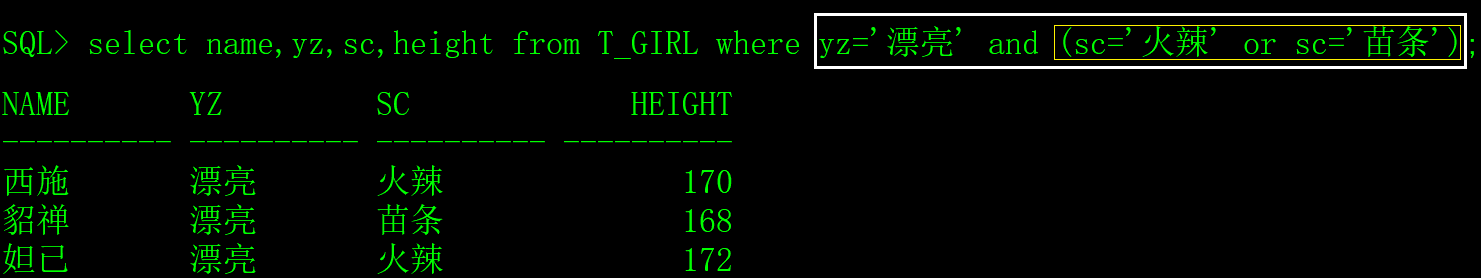 SQL> select name,yz,sc,height from T_GIRL where yz='漂亮' and (sc='火辣' or sc='苗条');
NAME YZ SC HEIGHT
---------- ---------- ---------- ----------
西施 漂亮 火辣 170
貂禅 漂亮 苗条 168
妲己 漂亮 火辣 172